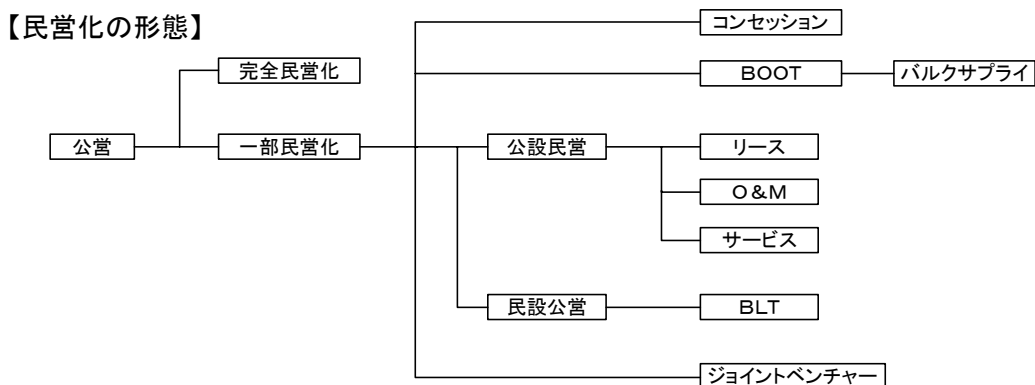 【民営化の形態】
コンセッション
完全民営化
BOOT
バルクサプライ
公営
一部民営化
公設民営
リース
O&M
サービス
民設公営
BLT
ジョイントベンチャー